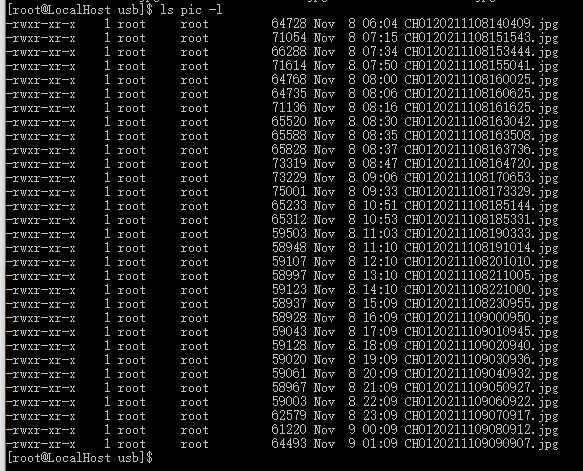 [root@LocalHost usb]$ ls pic -l
-rwxr-xr-x 1 root root 64728 Nov 8 06:04 CH0120211108140409.jpg
-rwxr-xr-x 1 root root 71054 Nov 8 07:15 CH0120211108151543.jpg
-rwxr-xr-x 1 root root 66288 Nov 8 07:34 CH0120211108153444.jpg
-rwxr-xr-x 1 root root 71614 Nov 8 07:50 CH0120211108155041.jpg
-rwxr-xr-x 1 root root 64768 Nov 8 08:00 CH0120211108160025.jpg
-rwxr-xr-x 1 root root 64735 Nov 8 08:06 CH0120211108160625.jpg
-rwxr-xr-x 1 root root 71136 Nov 8 08:16 CH0120211108161625.jpg
-rwxr-xr-x 1 root root 65520 Nov 8 08:30 CH0120211108163042.jpg
-rwxr-xr-x 1 root root 65588 Nov 8 08:35 CH0120211108163508.jpg
-rwxr-xr-x 1 root root 65828 Nov 8 08:37 CH0120211108163736.jpg
-rwxr-xr-x 1 root root 73319 Nov 8 08:47 CH0120211108164720.jpg
-rwxr-xr-x 1 root root 73229 Nov 8 09:06 CH0120211108170653.jpg
-rwxr-xr-x 1 root root 75001 Nov 8 09:33 CH0120211108173329.jpg
-rwxr-xr-x 1 root root 65233 Nov 8 10:51 CH0120211108185144.jpg
-rwxr-xr-x 1 root root 65312 Nov 8 10:53 CH0120211108185331.jpg
-rwxr-xr-x 1 root root 59503 Nov 8 11:03 CH0120211108190333.jpg
-rwxr-xr-x 1 root root 58948 Nov 8 11:10 CH0120211108191014.jpg
-rwxr-xr-x 1 root root 59107 Nov 8 12:10 CH0120211108201010.jpg
-rwxr-xr-x 1 root root 58997 Nov 8 13:10 CH0120211108211005.jpg
-rwxr-xr-x 1 root root 59123 Nov 8 14:10 CH0120211108221000.jpg
-rwxr-xr-x 1 root root 58937 Nov 8 15:09 CH0120211108230955.jpg
-rwxr-xr-x 1 root root 58928 Nov 8 16:09 CH0120211109000950.jpg
-rwxr-xr-x 1 root root 59043 Nov 8 17:09 CH0120211109010945.jpg
-rwxr-xr-x 1 root root 59128 Nov 8 18:09 CH0120211109020940.jpg
-rwxr-xr-x 1 root root 59020 Nov 8 19:09 CH0120211109030936.jpg
-rwxr-xr-x 1 root root 59061 Nov 8 20:09 CH0120211109040932.jpg
-rwxr-xr-x 1 root root 58967 Nov 8 21:09 CH0120211109050927.jpg
-rwxr-xr-x 1 root root 59003 Nov 8 22:09 CH0120211109060922.jpg
-rwxr-xr-x 1 root root 62579 Nov 8 23:09 CH0120211109070917.jpg
-rwxr-xr-x 1 root root 61220 Nov 9 00:09 CH0120211109080912.jpg
-rwxr-xr-x 1 root root 64493 Nov 9 01:09 CH0120211109090907.jpg
[root@LocalHost usb]$